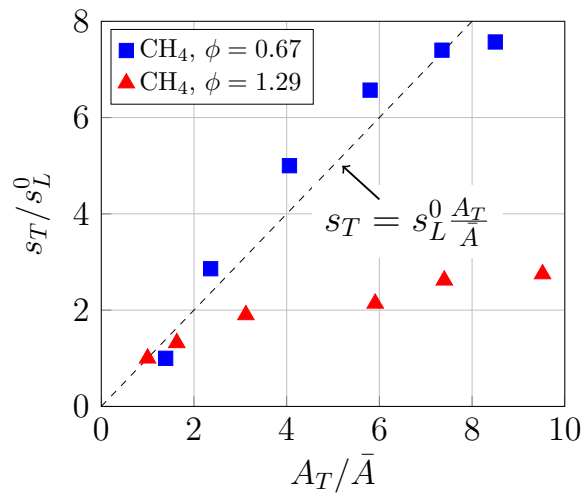 8
6
4
2
0
s_T/s_L^0
CH₄, ϕ = 0.67
CH₄, ϕ = 1.29
s_T = s_L^0 A_T/Ā
0 2 4 6 8 10
A_T/Ā